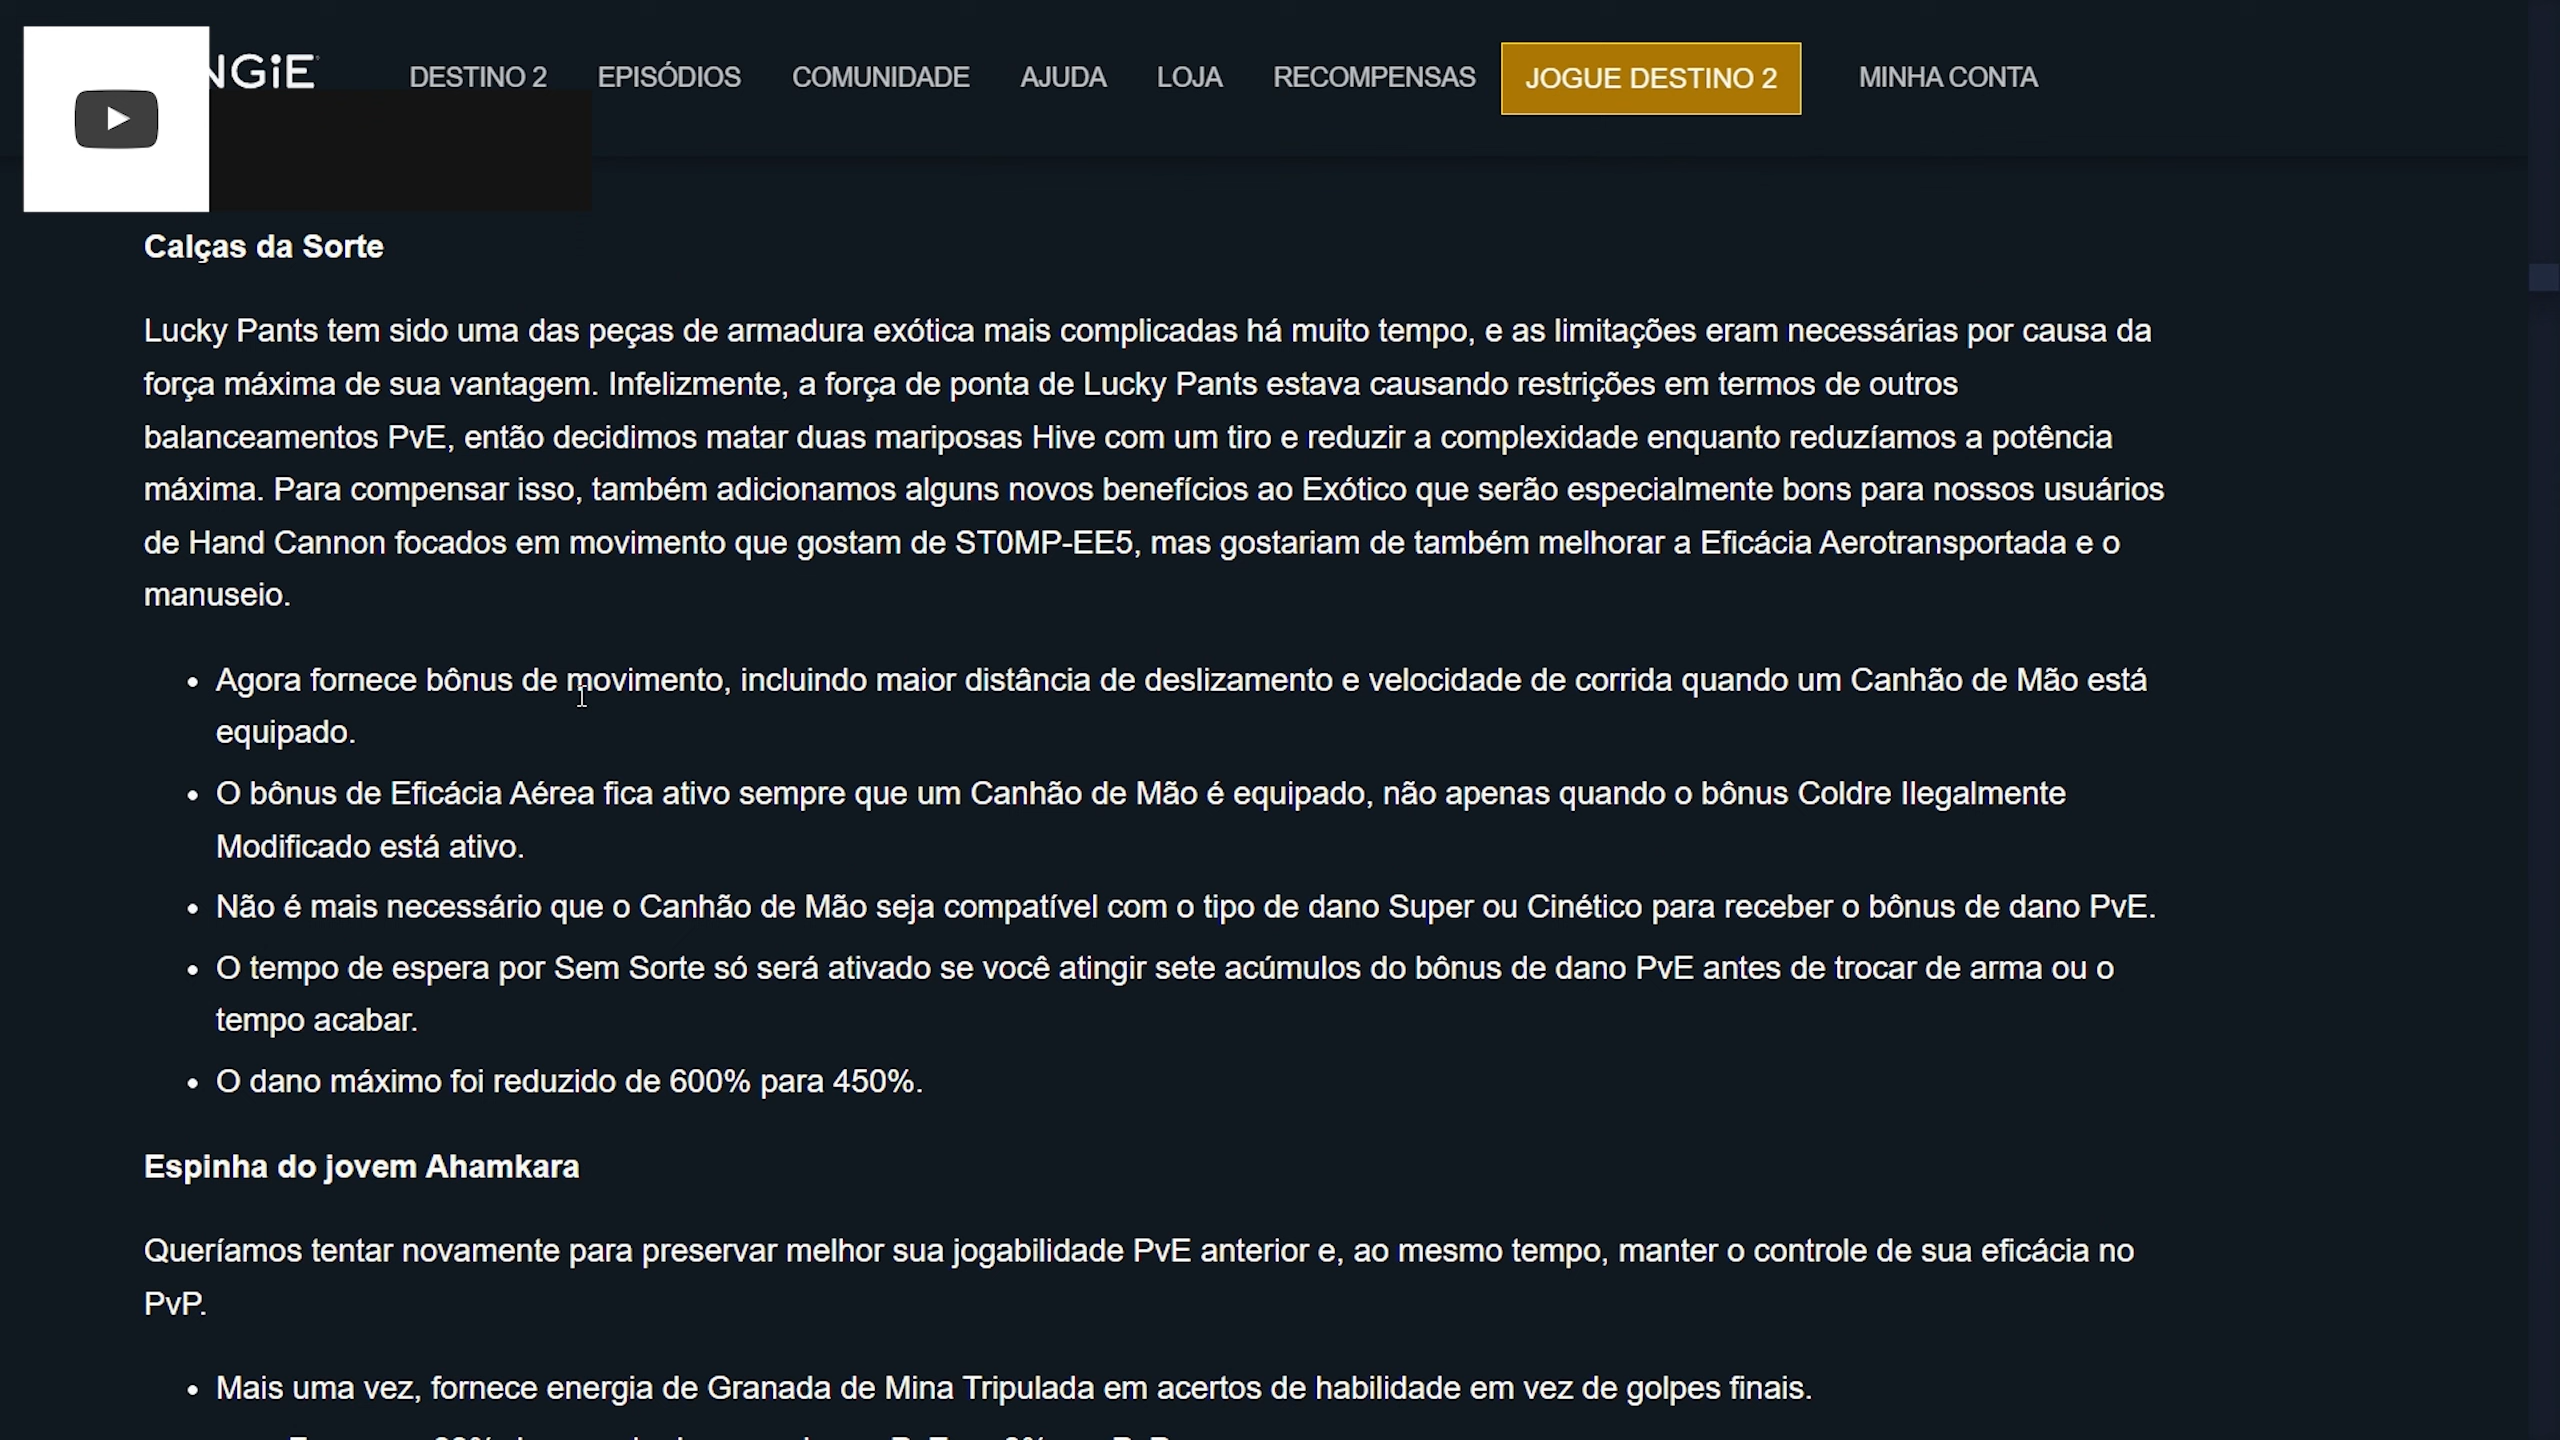 NGiE
DESTINO 2
EPISÓDIOS
COMUNIDADE
AJUDA
LOJA
RECOMPENSAS
JOGUE DESTINO 2
MINHA CONTA
Calças da Sorte
Lucky Pants tem sido uma das peças de armadura exótica mais complicadas há muito tempo, e as limitações eram necessárias por causa da
força máxima de sua vantagem. Infelizmente, a força de ponta de Lucky Pants estava causando restrições em termos de outros
balanceamentos PvE, então decidimos matar duas mariposas Hive com um tiro e reduzir a complexidade enquanto reduzíamos a potência
máxima. Para compensar isso, também adicionamos alguns novos benefícios ao Exótico que serão especialmente bons para nossos usuários
de Hand Cannon focados em movimento que gostam de ST0MP-EE5, mas gostariam de também melhorar a Eficácia Aerotransportada e o
manuseio.
• Agora fornece bônus de movimento, incluindo maior distância de deslizamento e velocidade de corrida quando um Canhão de Mão está
equipado.
• O bônus de Eficácia Aérea fica ativo sempre que um Canhão de Mão é equipado, não apenas quando o bônus Coldre Ilegalmente
Modificado está ativo.
• Não é mais necessário que o Canhão de Mão seja compatível com o tipo de dano Super ou Cinético para receber o bônus de dano PvE.
• O tempo de espera por Sem Sorte só será ativado se você atingir sete acúmulos do bônus de dano PvE antes de trocar de arma ou o
tempo acabar.
• O dano máximo foi reduzido de 600% para 450%.
Espinha do jovem Ahamkara
Queríamos tentar novamente para preservar melhor sua jogabilidade PvE anterior e, ao mesmo tempo, manter o controle de sua eficácia no
PvP.
• Mais uma vez, fornece energia de Granada de Mina Tripulada em acertos de habilidade em vez de golpes finais.